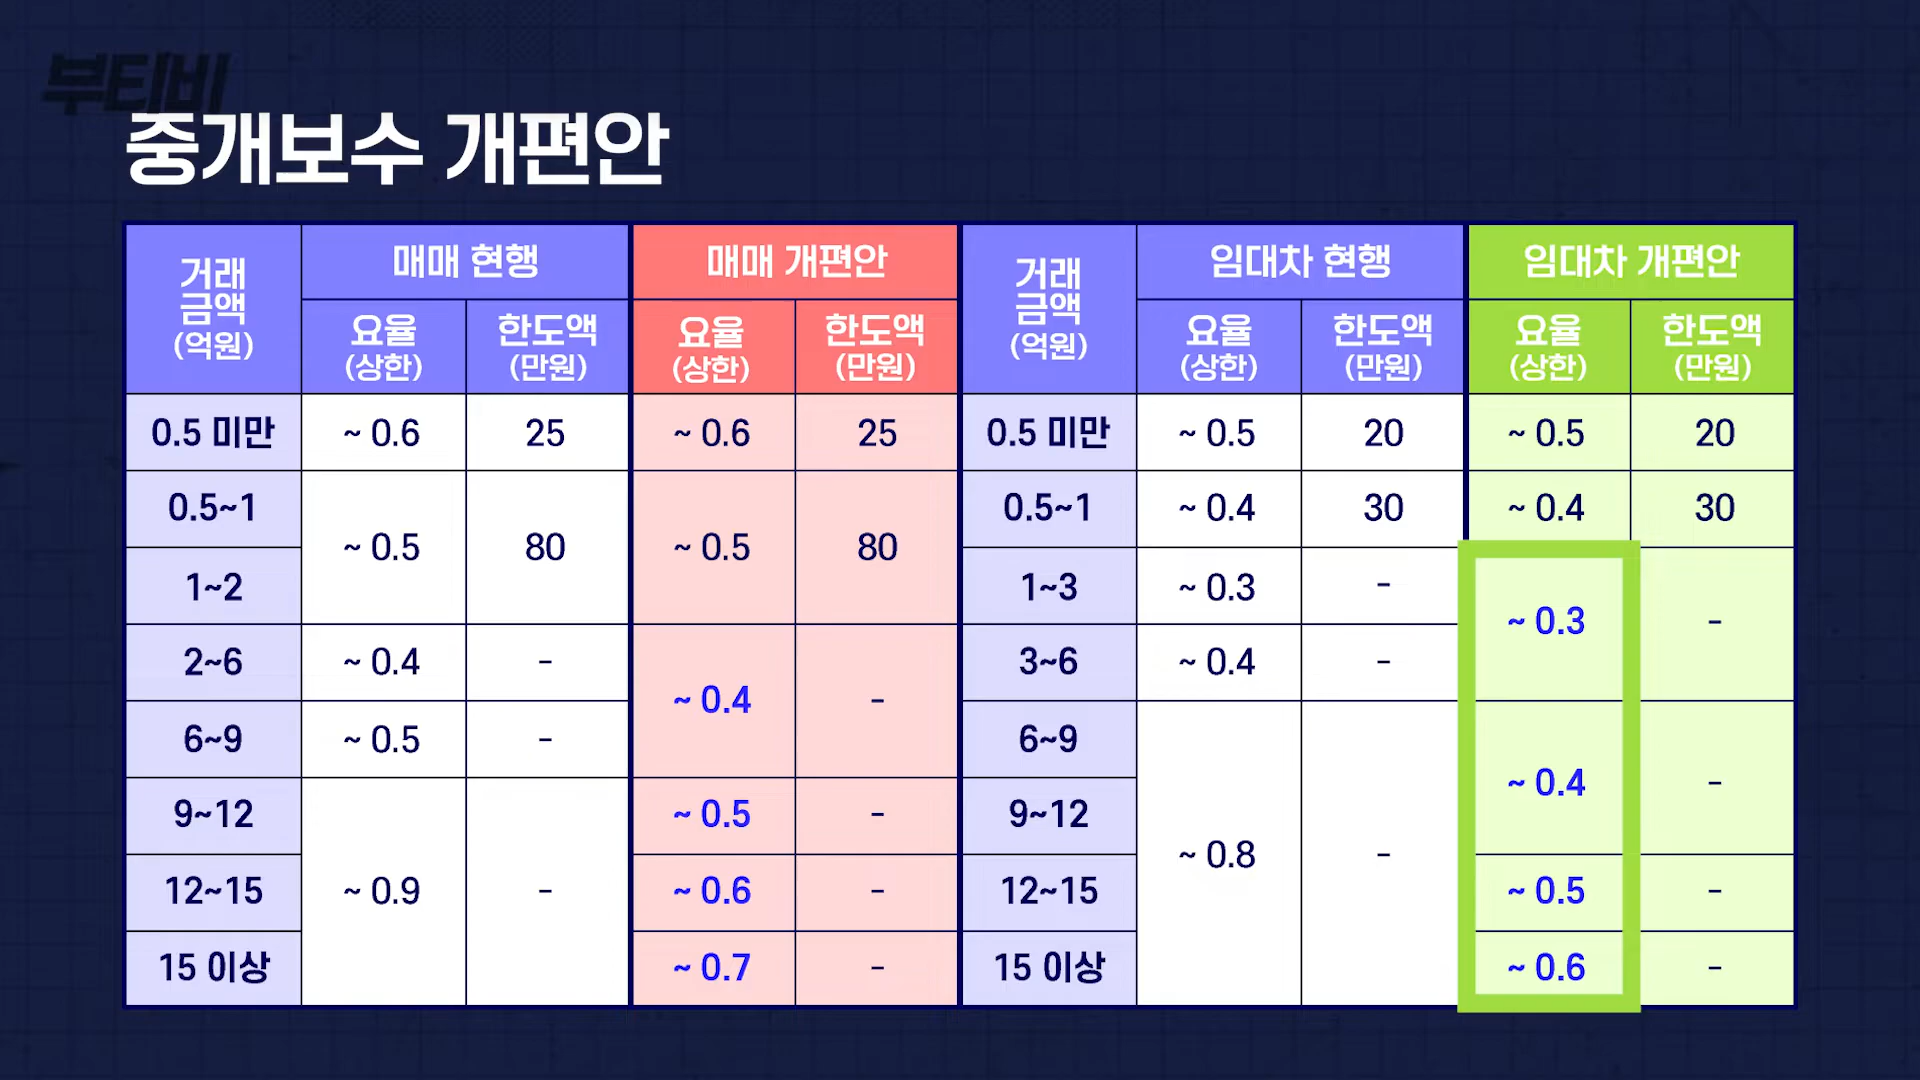 부티비
중개보수 개편안
거래 금액 (억원) 매매 현행 매매 개편안 거래 금액 (억원) 임대차 현행 임대차 개편안
요율 (상한) 한도액 (만원) 요율 (상한) 한도액 (만원) 요율 (상한) 한도액 (만원) 요율 (상한) 한도액 (만원)
0.5 미만 ~ 0.6 25 ~ 0.6 25 0.5 미만 ~ 0.5 20 ~ 0.5 20
0.5~1 ~ 0.5 80 ~ 0.5 80 0.5~1 ~ 0.4 30 ~ 0.4 30
1~2 1~3 ~ 0.3 - ~ 0.3 -
2~6 ~ 0.4 - ~ 0.4 - 3~6 ~ 0.4 -
6~9 ~ 0.5 - 6~9 ~ 0.8 - ~ 0.4 -
9~12 ~ 0.9 - ~ 0.5 - 9~12
12~15 ~ 0.6 - 12~15 ~ 0.5 -
15 이상 ~ 0.7 - 15 이상 ~ 0.6 -